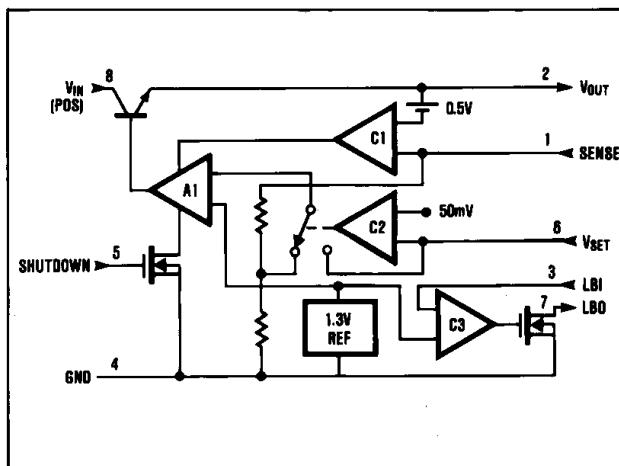 8
VIN
(POS)
2
VOUT
0.5V
C1
1
SENSE
A1
C2
50mV
6
VSET
5
SHUTDOWN
3
LBI
7
LBO
C3
1.3V
REF
4
GND